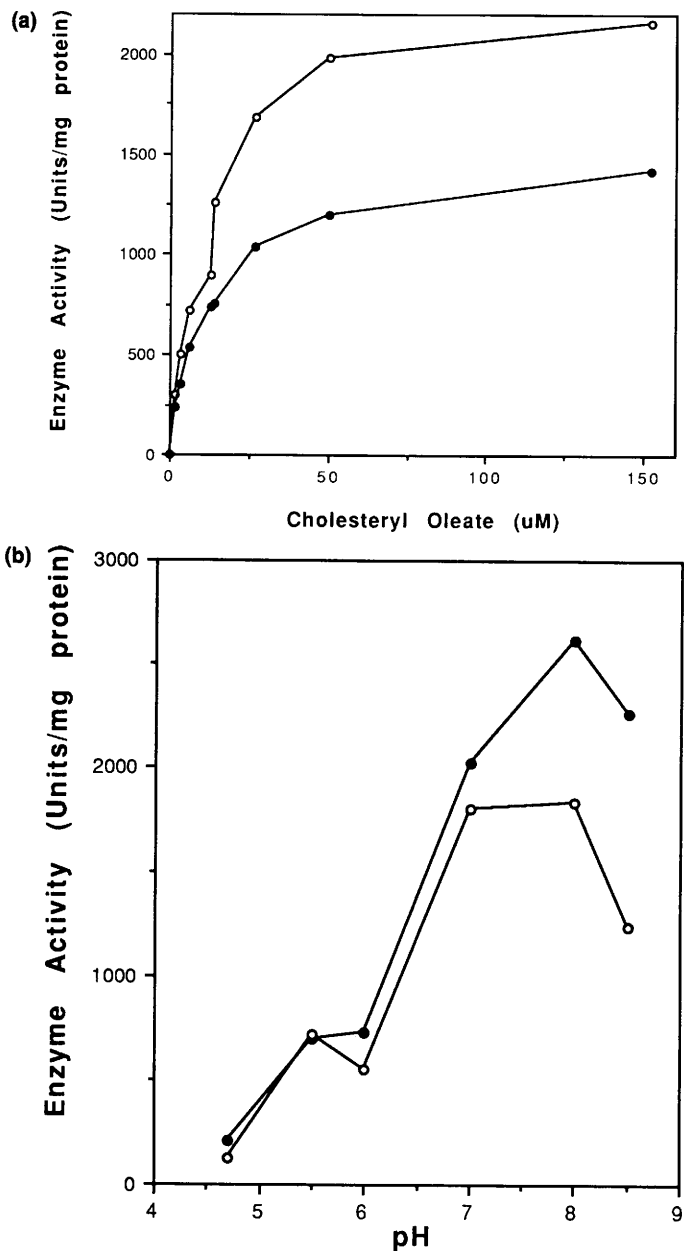 (a)
Enzyme Activity (Units/mg protein)
2000
1500
1000
500
0
0 50 100 150
Cholesteryl Oleate (uM)
(b)
Enzyme Activity (Units/mg protein)
3000
2000
1000
0
4 5 6 7 8 9
pH